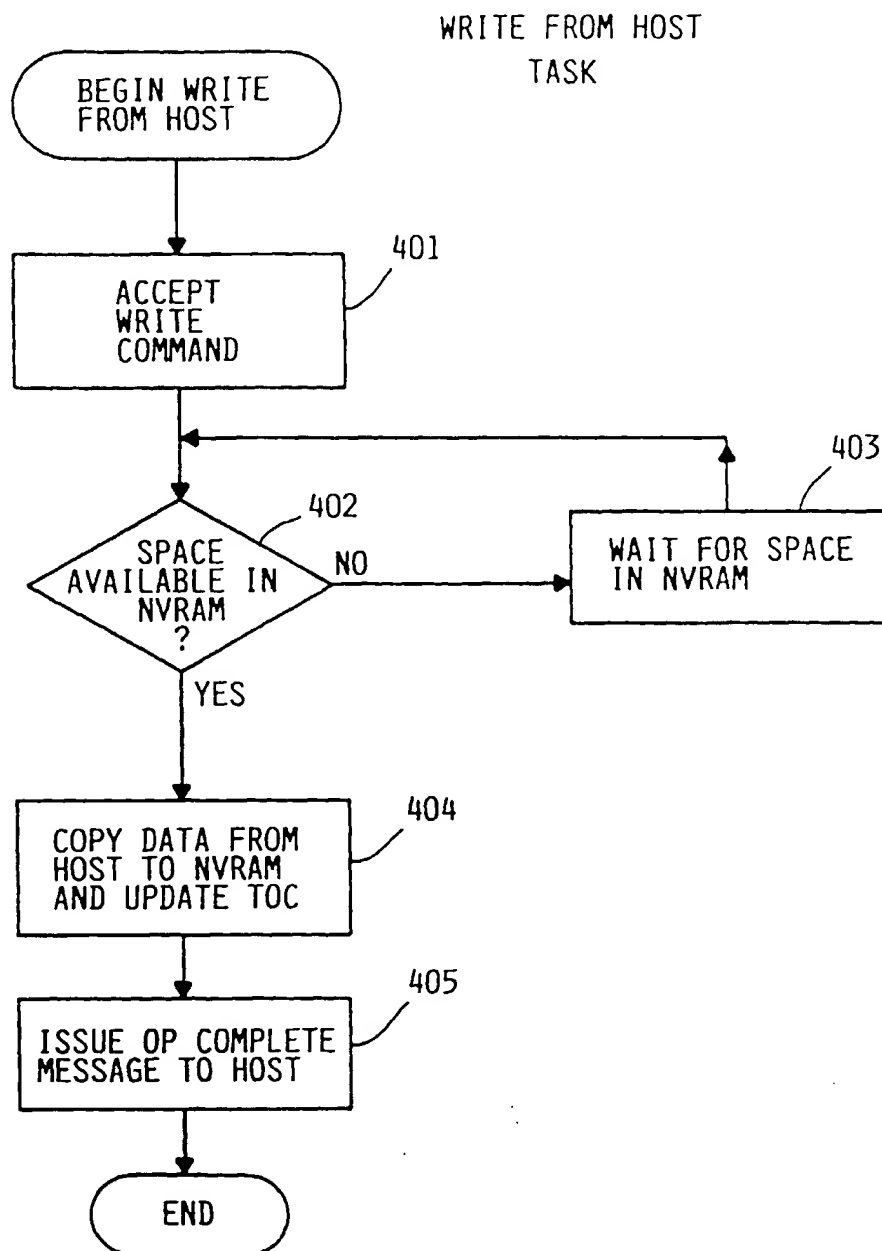 WRITE FROM HOST
TASK
BEGIN WRITE
FROM HOST
401
ACCEPT
WRITE
COMMAND
403
402
SPACE
AVAILABLE IN
NVRAM
?
NO
WAIT FOR SPACE
IN NVRAM
YES
404
COPY DATA FROM
HOST TO NVRAM
AND UPDATE TOC
405
ISSUE OP COMPLETE
MESSAGE TO HOST
END